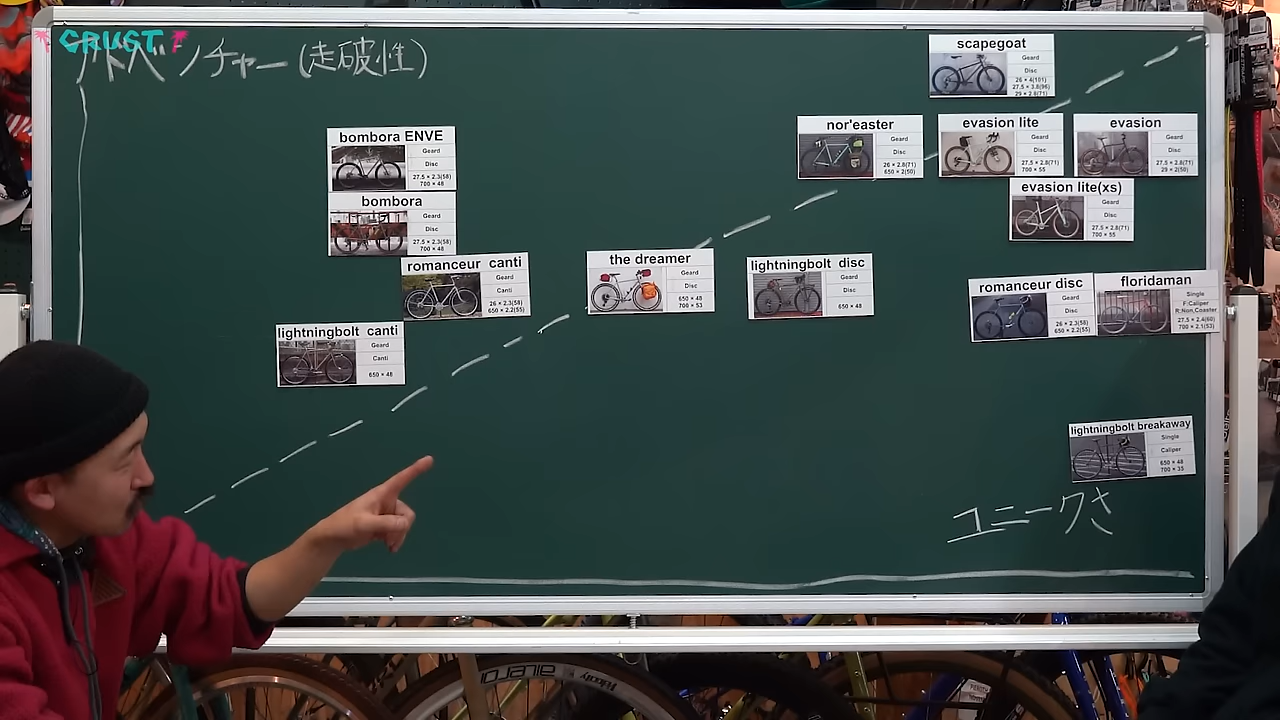 CRUST
アドベンチャー(走破性)
scapegoat
Geard
Disc
26 × 4(101)
27.5 × 3.8(96)
29 × 2.8(71)
nor'easter
Geard
Disc
26 × 2.8(71)
650 × 2(50)
evasion lite
Geard
Disc
27.5 × 2.8(71)
700 × 55
evasion
Geard
Disc
27.5 × 2.8(71)
29 × 2(50)
bombora ENVE
Geard
Disc
27.5 × 2.3(58)
700 × 48
evasion lite(xs)
Geard
Disc
27.5 × 2.8(71)
700 × 55
bombora
Geard
Disc
27.5 × 2.3(58)
700 × 48
romanceur canti
Geard
Canti
26 × 2.3(58)
650 × 2.2(55)
the dreamer
Geard
Disc
650 × 48
700 × 53
lightningbolt disc
Geard
Disc
650 × 48
romanceur disc
Geard
Disc
26 × 2.3(58)
650 × 2.2(55)
floridaman
Single
F:Caliper
R:Non,Coaster
27.5 × 2.4(60)
700 × 2.1(53)
lightningbolt canti
Geard
Canti
650 × 48
lightningbolt breakaway
Single
Caliper
650 × 48
700 × 35
ユニークさ